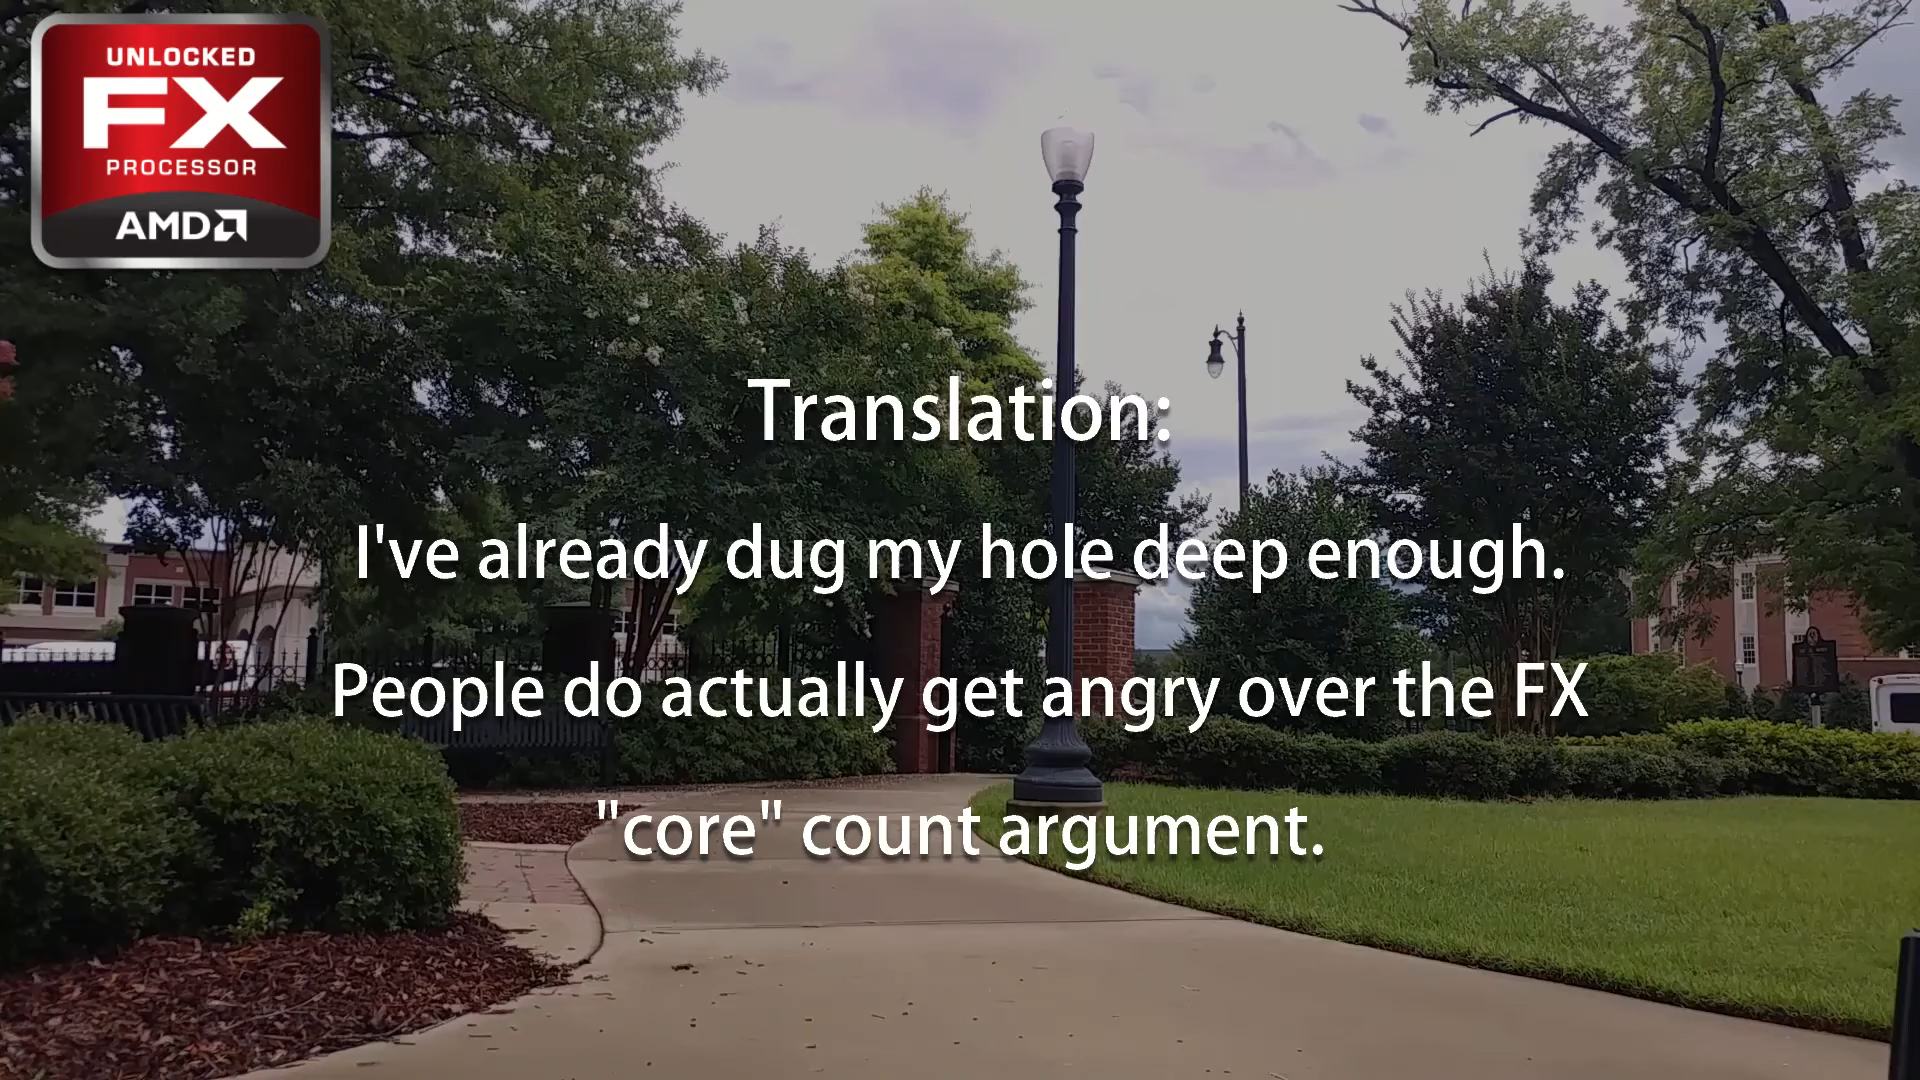 UNLOCKED
FX
PROCESSOR
AMD
Translation:
I've already dug my hole deep enough.
People do actually get angry over the FX
"core" count argument.